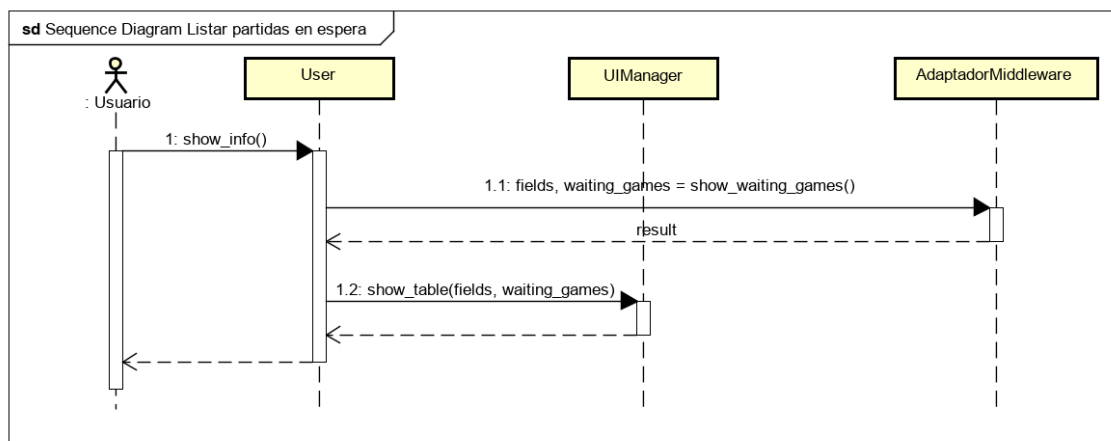 sd Sequence Diagram Listar partidas en espera
: Usuario
User
UIManager
AdaptadorMiddleware
1: show_info()
1.1: fields, waiting_games = show_waiting_games()
result
1.2: show_table(fields, waiting_games)